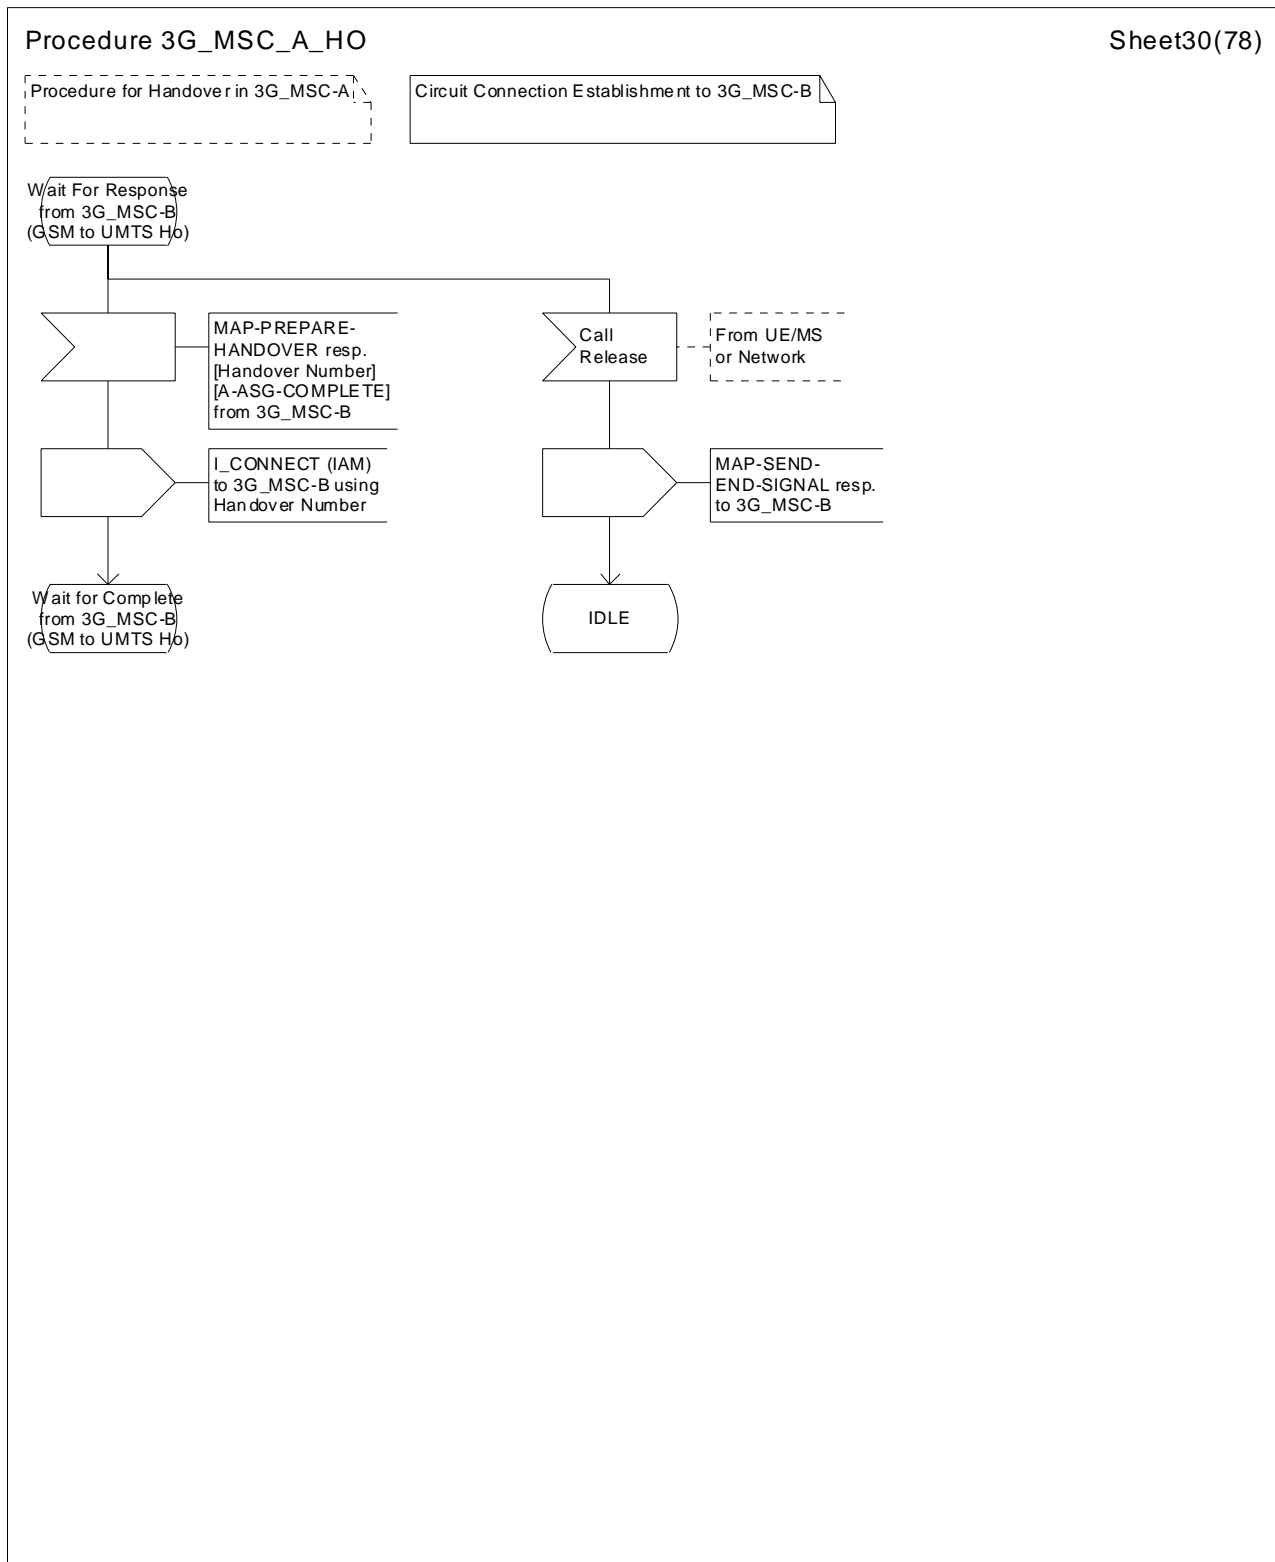 Procedure 3G_MSC_A_HO
Sheet30(78)
Procedure for Handover in 3G_MSC-A
Circuit Connection Establishment to 3G_MSC-B
Wait For Response
from 3G_MSC-B
(GSM to UMTS Ho)
MAP-PREPARE-
HANDOVER resp.
[Handover Number]
[A-ASG-COMPLETE]
from 3G_MSC-B
Call
Release
From UE/MS
or Network
I_CONNECT (IAM)
to 3G_MSC-B using
Handover Number
MAP-SEND-
END-SIGNAL resp.
to 3G_MSC-B
Wait for Complete
from 3G_MSC-B
(GSM to UMTS Ho)
IDLE